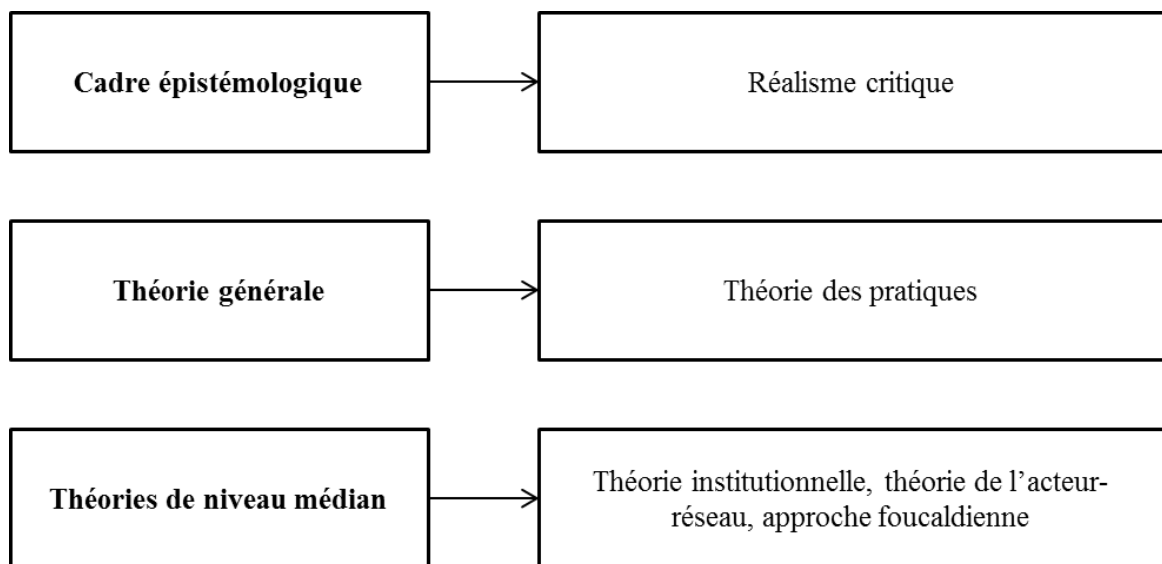 Cadre épistémologique
Réalisme critique
Théorie générale
Théorie des pratiques
Théories de niveau médian
Théorie institutionnelle, théorie de l’acteur-
réseau, approche foucaldienne